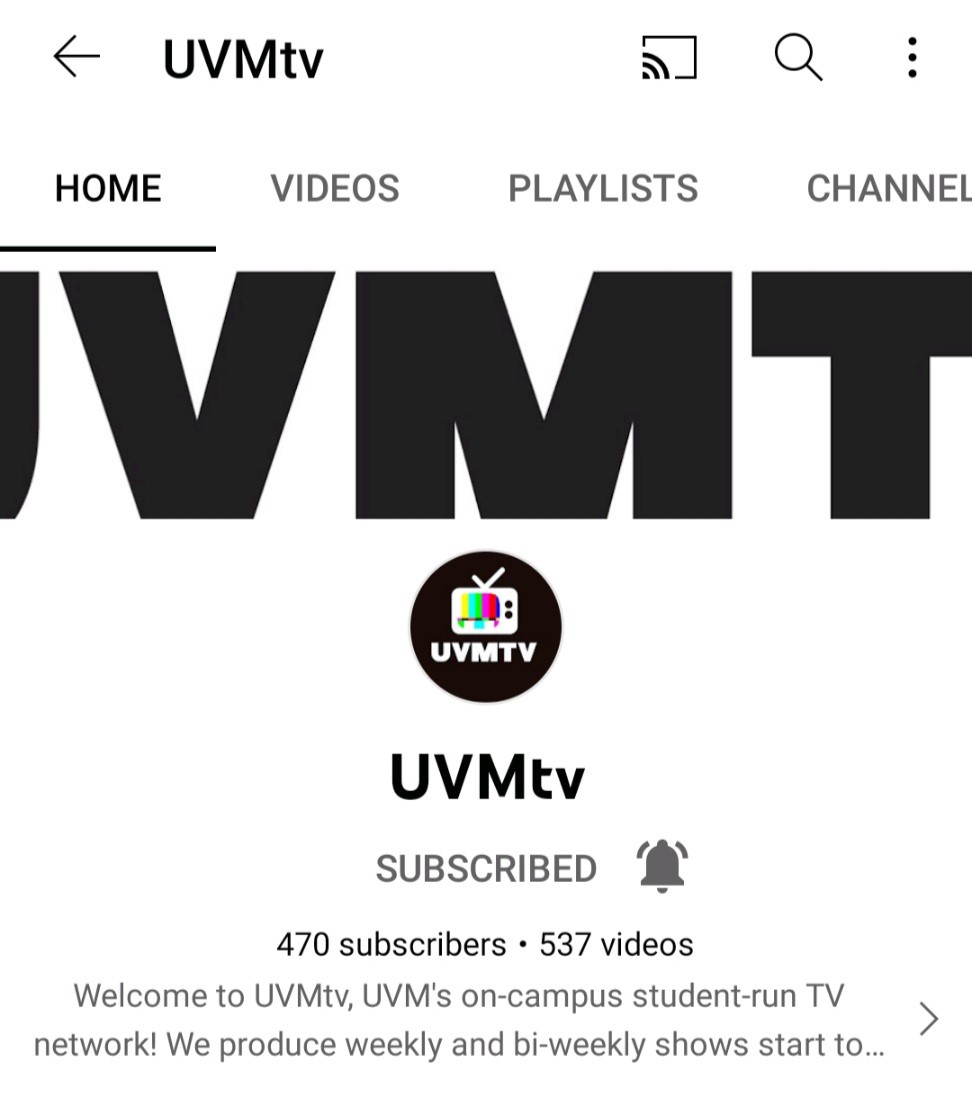 UVMtv
HOME VIDEOS PLAYLISTS CHANNEL
UVMT
UVMTV
UVMtv
SUBSCRIBED
470 subscribers • 537 videos
Welcome to UVMtv, UVM's on-campus student-run TV
network! We produce weekly and bi-weekly shows start to...